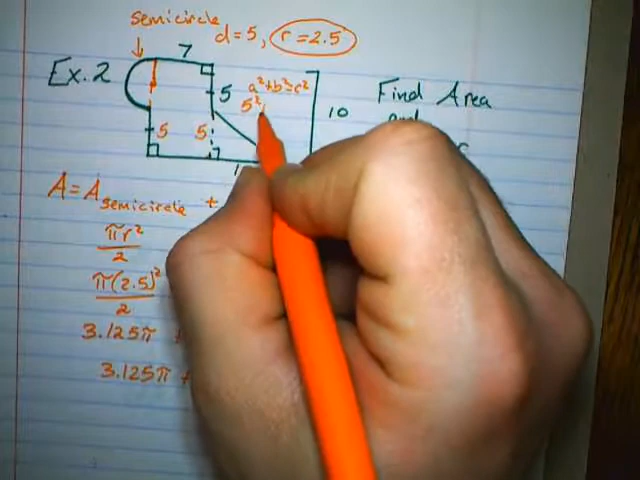 semicircle
d=5, r=2.5
7
Ex. 2
5
a²+b²=c²
5²
10
Find Area
5
5
A = A semicircle +
πr²
2
π(2.5)²
2
3.125π
3.125π +